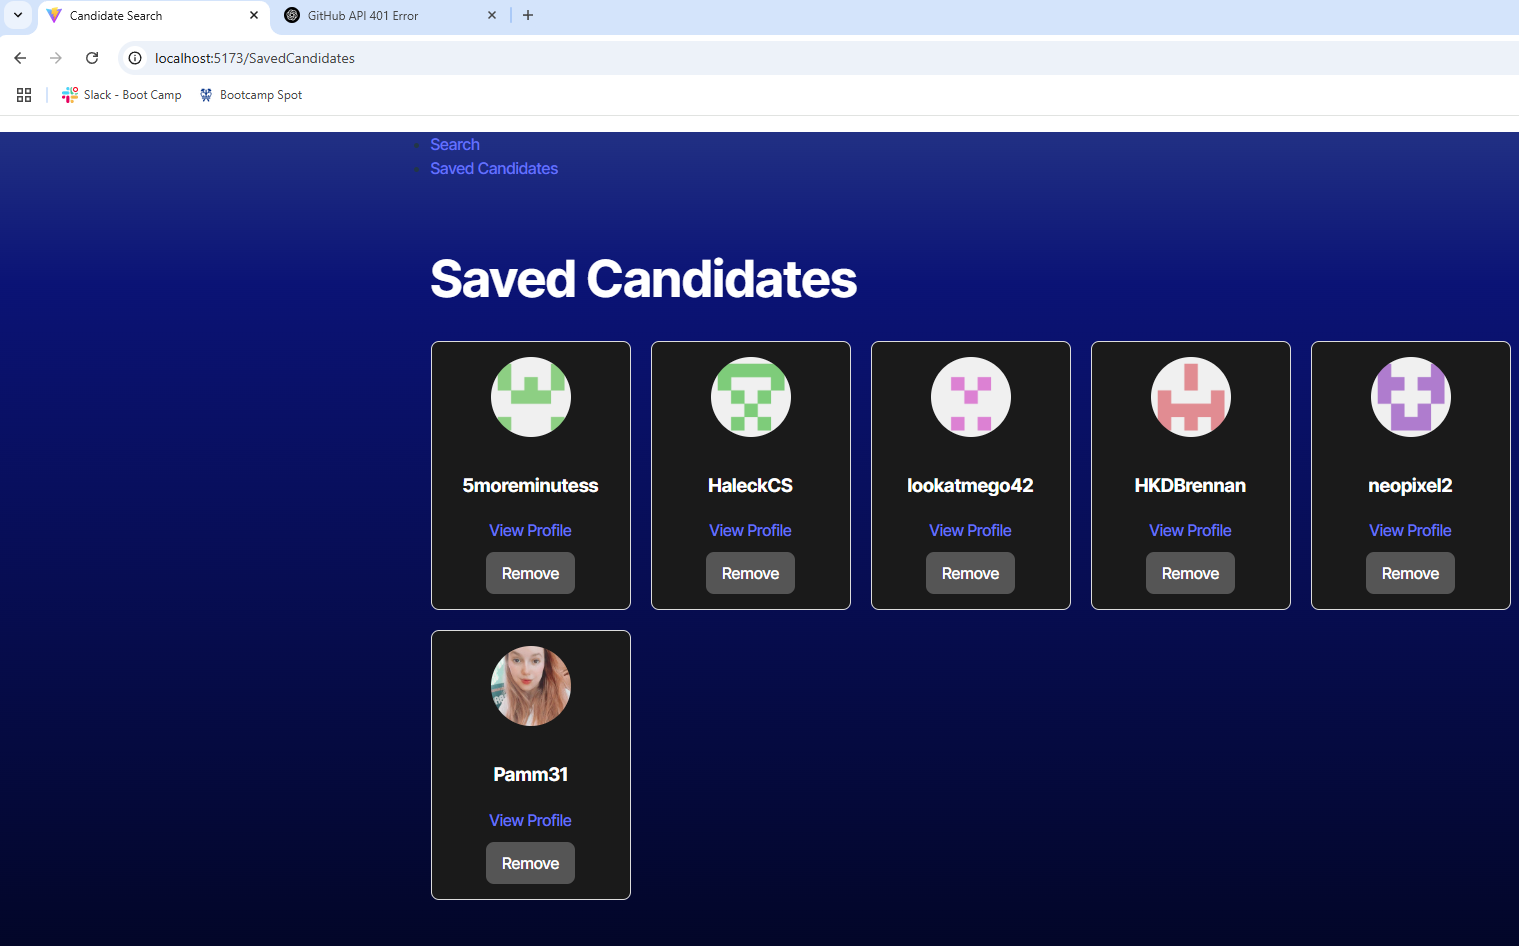 Candidate Search
GitHub API 401 Error
localhost:5173/SavedCandidates
Slack - Boot Camp
Bootcamp Spot
Search
Saved Candidates
Saved Candidates
5moreminutess
HaleckCS
lookatmego42
HKDBrennan
neopixel2
View Profile
View Profile
View Profile
View Profile
View Profile
Remove
Remove
Remove
Remove
Remove
Pamm31
View Profile
Remove